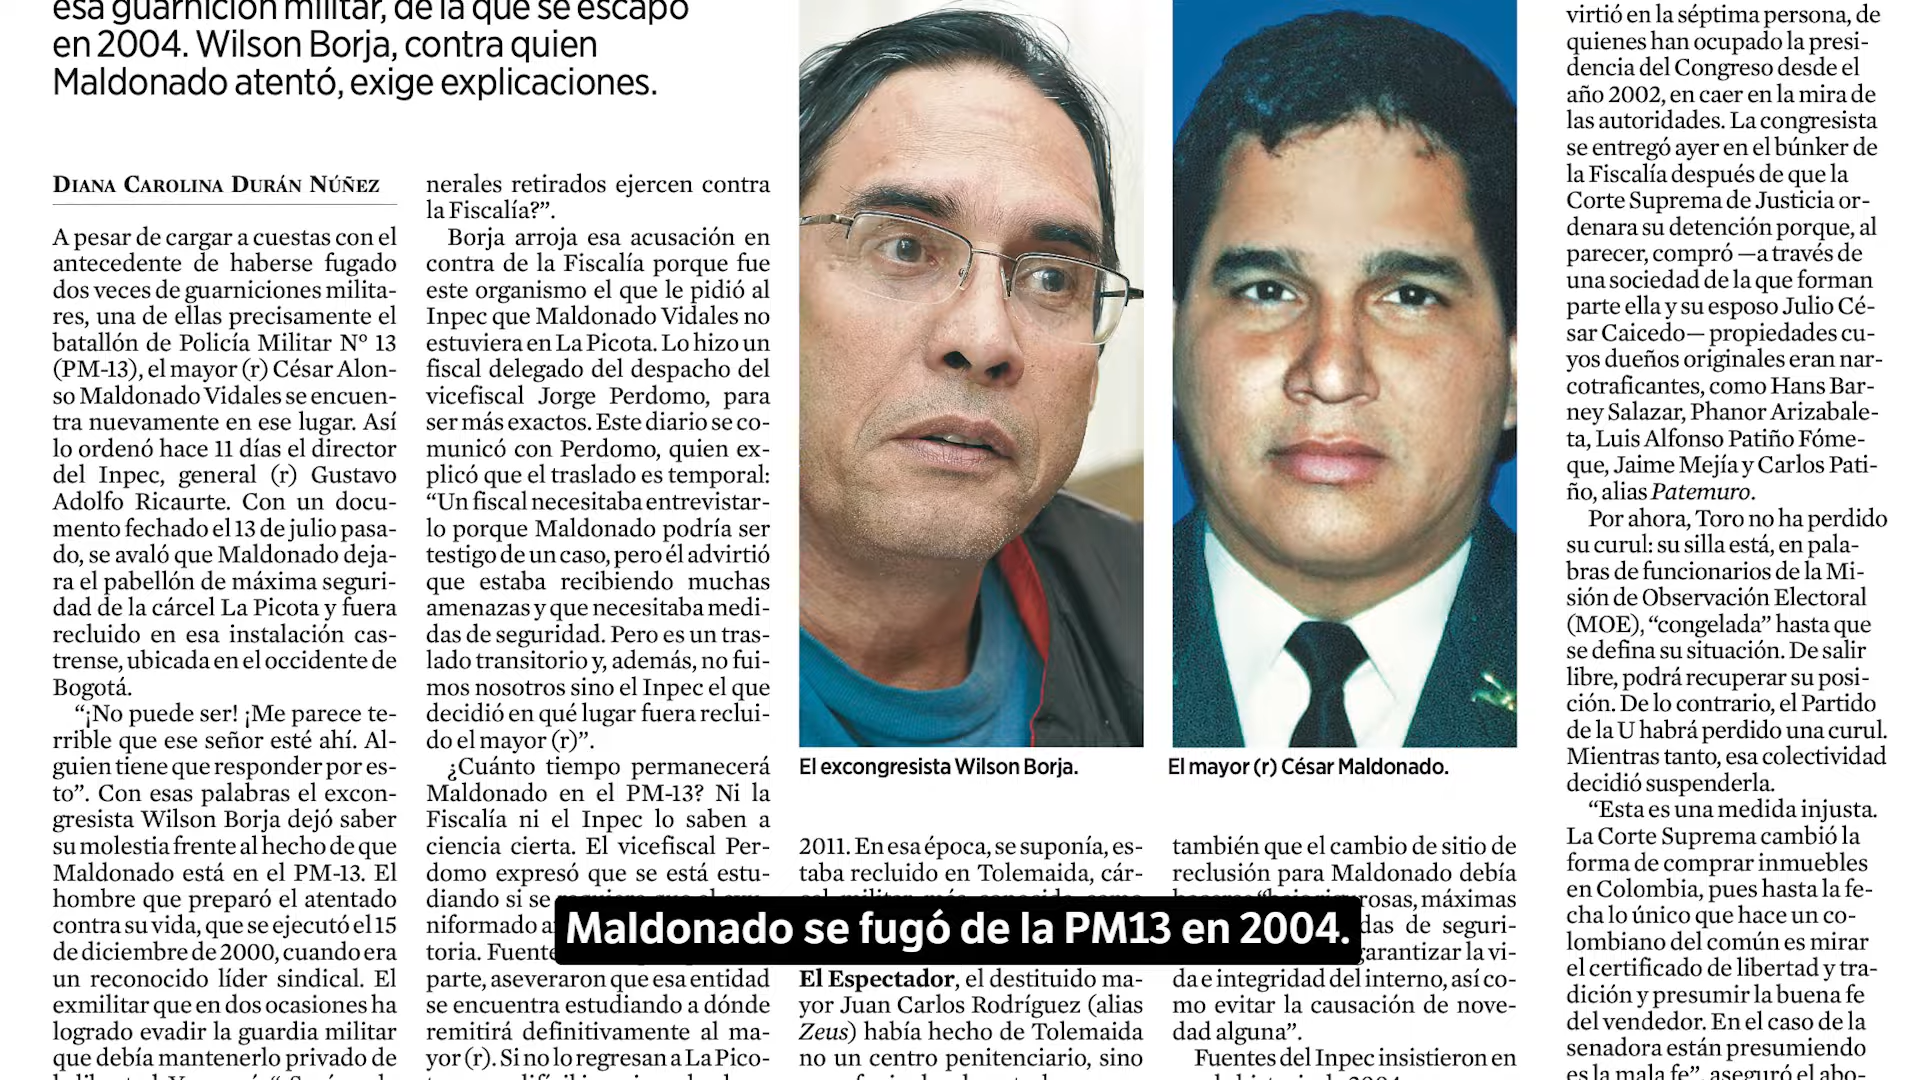 esa guarnición militar, de la que se escapó
en 2004. Wilson Borja, contra quien
Maldonado atentó, exige explicaciones.
DIANA CAROLINA DURÁN NÚÑEZ
A pesar de cargar a cuestas con el
antecedente de haberse fugado
dos veces de guarniciones milita-
res, una de ellas precisamente el
batallón de Policía Militar Nº 13
(PM-13), el mayor (r) César Alon-
so Maldonado Vidales se encuen-
tra nuevamente en ese lugar. Así
lo ordenó hace 11 días el director
del Inpec, general (r) Gustavo
Adolfo Ricaurte. Con un docu-
mento fechado el 13 de julio pasa-
do, se avaló que Maldonado deja-
ra el pabellón de máxima seguri-
dad de la cárcel La Picota y fuera
recluido en esa instalación cas-
trense, ubicada en el occidente de
Bogotá.
“¡No puede ser! ¡Me parece te-
rrible que ese señor esté ahí. Al-
guien tiene que responder por es-
to”. Con esas palabras el excon-
gresista Wilson Borja dejó saber
su molestia frente al hecho de que
Maldonado está en el PM-13. El
hombre que preparó el atentado
contra su vida, que se ejecutó el 15
de diciembre de 2000, cuando era
un reconocido líder sindical. El
exmilitar que en dos ocasiones ha
logrado evadir la guardia militar
que debía mantenerlo privado de
nerales retirados ejercen contra
la Fiscalía?”.
Borja arroja esa acusación en
contra de la Fiscalía porque fue
este organismo el que le pidió al
Inpec que Maldonado Vidales no
estuviera en La Picota. Lo hizo un
fiscal delegado del despacho del
vicefiscal Jorge Perdomo, para
ser más exactos. Este diario se co-
municó con Perdomo, quien ex-
plicó que el traslado es temporal:
“Un fiscal necesitaba entrevistar-
lo porque Maldonado podría ser
testigo de un caso, pero él advirtió
que estaba recibiendo muchas
amenazas y que necesitaba medi-
das de seguridad. Pero es un tras-
lado transitorio y, además, no fui-
mos nosotros sino el Inpec el que
decidió en qué lugar fuera reclui-
do el mayor (r)”.
¿Cuánto tiempo permanecerá
Maldonado en el PM-13? Ni la
Fiscalía ni el Inpec lo saben a
ciencia cierta. El vicefiscal Per-
domo expresó que se está estu-
diando si se
niformado
toria.
parte, aseveraron que esa entidad
se encuentra estudiando a dónde
remitirá definitivamente al ma-
yor (r). Si no lo regresan a La Pico-
El excongresista Wilson Borja.
2011. En esa época, se suponía, es-
taba recluido en Tolemaida, cár-
El Espectador, el destituido ma-
yor Juan Carlos Rodríguez (alias
Zeus) había hecho de Tolemaida
no un centro penitenciario, sino
El mayor (r) César Maldonado.
también que el cambio de sitio de
reclusión para Maldonado debía
máximas
de seguri-
garantizar la vi-
da e integridad del interno, así co-
mo evitar la causación de nove-
dad alguna”.
Fuentes del Inpec insistieron en
Maldonado se fugó de la PM13 en 2004.
virtió en la séptima persona, de
quienes han ocupado la presi-
dencia del Congreso desde el
año 2002, en caer en la mira de
las autoridades. La congresista
se entregó ayer en el búnker de
la Fiscalía después de que la
Corte Suprema de Justicia or-
denara su detención porque, al
parecer, compró —a través de
una sociedad de la que forman
parte ella y su esposo Julio Cé-
sar Caicedo— propiedades cu-
yos dueños originales eran nar-
cotraficantes, como Hans Bar-
ney Salazar, Phanor Arizabale-
ta, Luis Alfonso Patiño Fóme-
que, Jaime Mejía y Carlos Pati-
ño, alias Patemuro.
Por ahora, Toro no ha perdido
su curul: su silla está, en pala-
bras de funcionarios de la Mi-
sión de Observación Electoral
(MOE), “congelada” hasta que
se defina su situación. De salir
libre, podrá recuperar su posi-
ción. De lo contrario, el Partido
de la U habrá perdido una curul.
Mientras tanto, esa colectividad
decidió suspenderla.
“Esta es una medida injusta.
La Corte Suprema cambió la
forma de comprar inmuebles
en Colombia, pues hasta la fe-
cha lo único que hace un co-
lombiano del común es mirar
el certificado de libertad y tra-
dición y presumir la buena fe
del vendedor. En el caso de la
senadora están presumiendo
es la mala fe”, aseguró el abo-